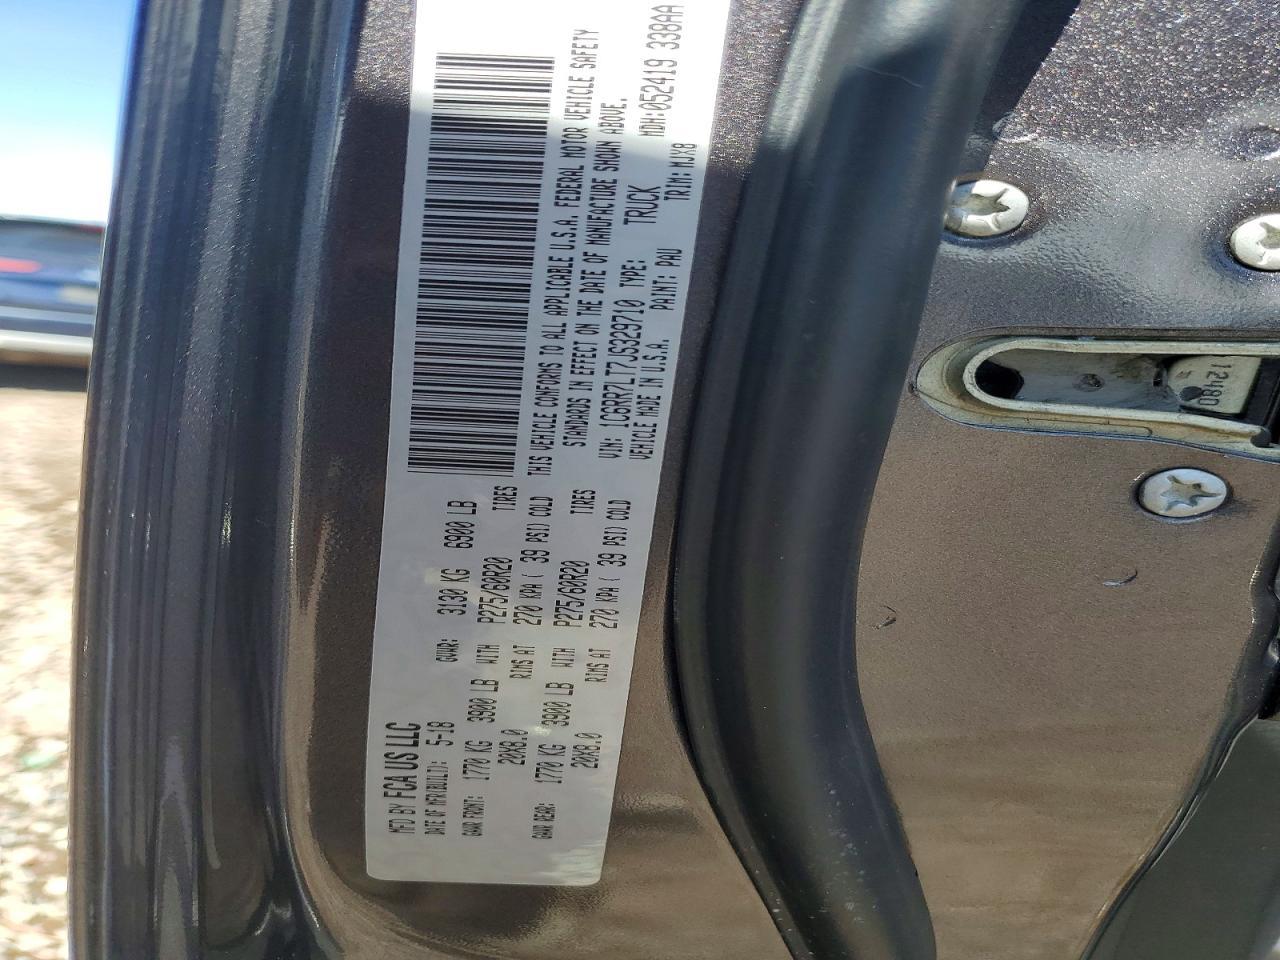 MFD BY FCA US LLC
DATE OF MFR(BUILT): 5-18 GVWR: 3130 KG 6900 LB
GAWR FRONT: 1770 KG 3900 LB WITH P275/60R20 TIRES
20X8.0 RIMS AT 270 KPA ( 39 PSI) COLD
GAWR REAR: 1770 KG 3900 LB WITH P275/60R20 TIRES
20X8.0 RIMS AT 270 KPA ( 39 PSI) COLD
THIS VEHICLE CONFORMS TO ALL APPLICABLE U.S.A. FEDERAL MOTOR VEHICLE SAFETY
STANDARDS IN EFFECT ON THE DATE OF MANUFACTURE SHOWN ABOVE.
VIN: 1C6RR7LT7JS329710 TYPE: TRUCK MDH:052419 338AA
VEHICLE MADE IN U.S.A. PAINT: PAU TRIM: MJX8
12480